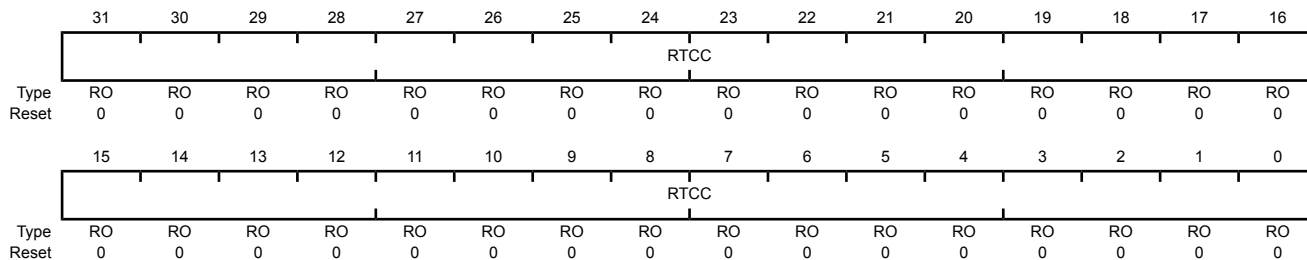 31 30 29 28 27 26 25 24 23 22 21 20 19 18 17 16
RTCC
Type RO RO RO RO RO RO RO RO RO RO RO RO RO RO RO RO
Reset 0 0 0 0 0 0 0 0 0 0 0 0 0 0 0 0
15 14 13 12 11 10 9 8 7 6 5 4 3 2 1 0
RTCC
Type RO RO RO RO RO RO RO RO RO RO RO RO RO RO RO RO
Reset 0 0 0 0 0 0 0 0 0 0 0 0 0 0 0 0